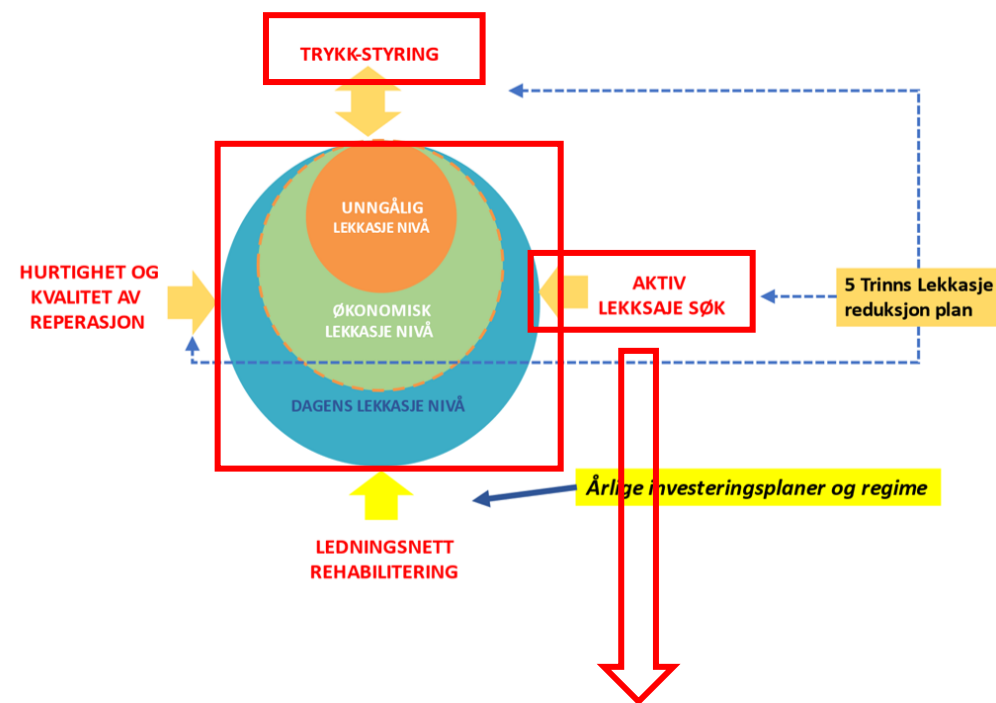 TRYKK-STYRING
UNNGÅLIG
LEKKASJE NIVÅ
HURTIGHET OG
KVALITET AV
REPERASJON
ØKONOMISK
LEKKASJE NIVÅ
AKTIV
LEKKSAJE SØK
5 Trinns Lekkasje
reduksjon plan
DAGENS LEKKASJE NIVÅ
Årlige investeringsplaner og regime
LEDNINGSNETT
REHABILITERING